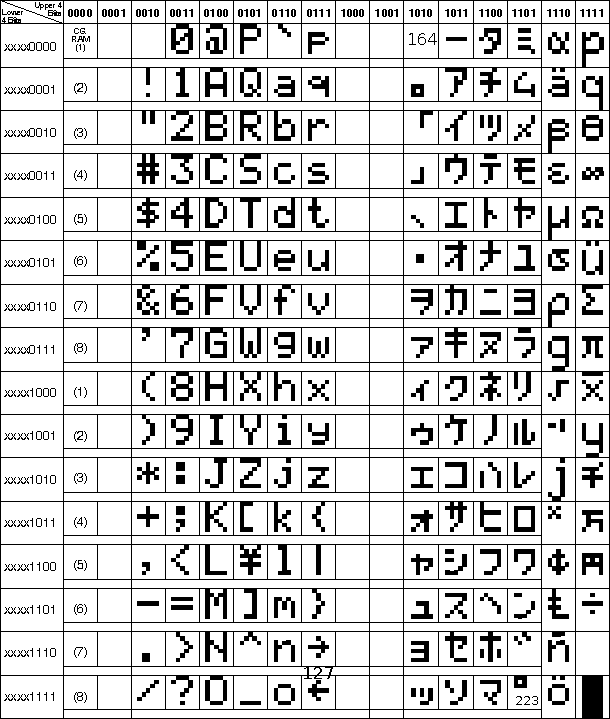 Upper 4 Bits
Lower 4 Bits
0000 0001 0010 0011 0100 0101 0110 0111 1000 1001 1010 1011 1100 1101 1110 1111
xxxx0000 CG RAM (1) 0 @ P ` p 164 ー タ ミ α p
xxxx0001 (2) ! 1 A Q a q 。 ア チ ム ä q
xxxx0010 (3) " 2 B R b r 「 イ ツ メ β θ
xxxx0011 (4) # 3 C S c s 」 ウ テ モ ε ∞
xxxx0100 (5) $ 4 D T d t 、 エ ト ヤ μ Ω
xxxx0101 (6) % 5 E U e u ・ オ ナ ユ σ ü
xxxx0110 (7) & 6 F V f v ヲ カ ニ ヨ ρ Σ
xxxx0111 (8) ' 7 G W g w ァ キ ヌ ラ g π
xxxx1000 (1) ( 8 H X h x ィ ク ネ リ √ x̄
xxxx1001 (2) ) 9 I Y i y ゥ ケ ノ ル ⁻¹ y
xxxx1010 (3) * : J Z j z ェ コ ハ レ j 千
xxxx1011 (4) + ; K [ k { ォ サ ヒ ロ ˣ 万
xxxx1100 (5) , < L ¥ l | ャ シ フ ワ ¢ 円
xxxx1101 (6) - = M ] m } ュ ス ヘ ン £ ÷
xxxx1110 (7) . > N ^ n → ョ セ ホ ゛ ñ
127
xxxx1111 (8) / ? O _ o ← ッ ソ マ ゜ 223 ö █